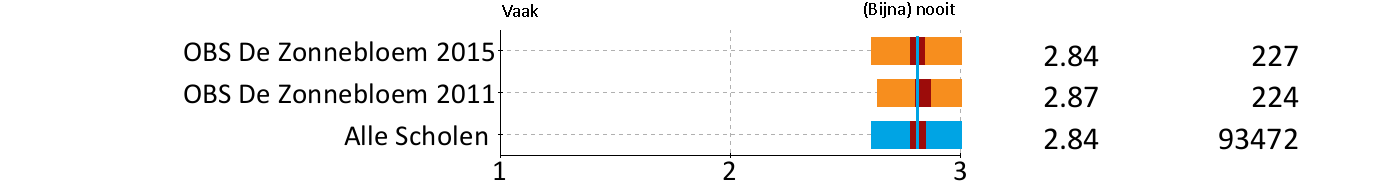 Vaak (Bijna) nooit
OBS De Zonnebloem 2015 2.84 227
OBS De Zonnebloem 2011 2.87 224
Alle Scholen 2.84 93472
1 2 3